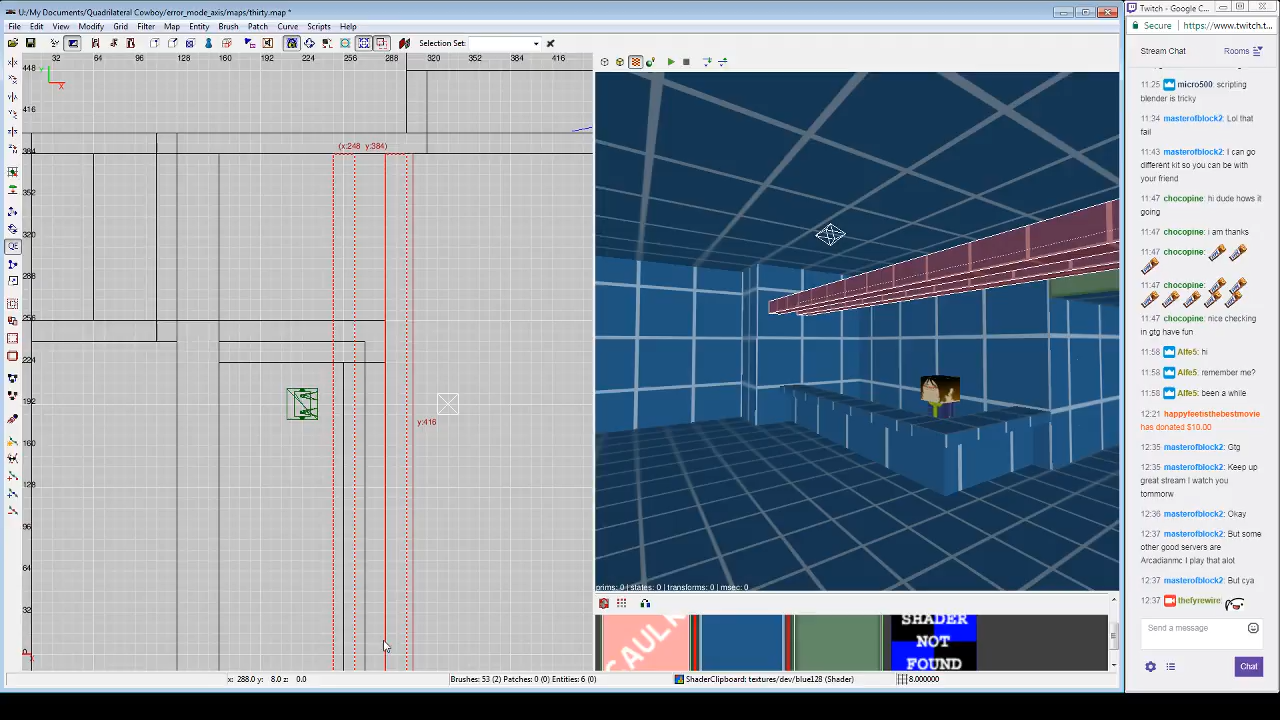 U:/My Documents/Quadrilateral Cowboy/error_mode_axis/maps/thirty.map *
File Edit View Modify Grid Filter Map Entity Brush Patch Curve Scripts Help
Selection Set:
32 64 96 128 160 192 224 256 288 320 352 384 416
448
416
384
352
320
288
256
224
192
160
128
96
64
32
0
Y
X
(x:248 y:384)
y:416
prims: 0 | states: 0 | transforms: 0 | msec: 0
CAULK
SHADER
NOT
FOUND
x: 288.0 y: 8.0 z: 0.0
Brushes: 53 (2) Patches: 0 (0) Entities: 6 (0)
ShaderClipboard: textures/dev/blue128 (Shader)
8.000000
Twitch - Google C...
Secure
https://www.twitch.t
Stream Chat
Rooms
11:25 micro500: scripting
blender is tricky
11:34 masterofblock2: Lol that
fail
11:43 masterofblock2: I can go
different kit so you can be with
your friend
11:47 chocopine: hi dude hows it
going
11:47 chocopine: i am thanks
11:47 chocopine:
11:47 chocopine:
11:47 chocopine: nice checking
in gtg have fun
11:58 Alfe5: hi
11:58 Alfe5: remember me?
11:58 Alfe5: been a while
12:21 happyfeetisthebestmovie
has donated $10.00
12:35 masterofblock2: Gtg
12:35 masterofblock2: Keep up
great stream I watch you
tommorw
12:36 masterofblock2: Okay
12:37 masterofblock2: But some
other good servers are
Arcadianmc I play that alot
12:37 masterofblock2: But cya
12:37 thefyrewire:
Send a message
Chat